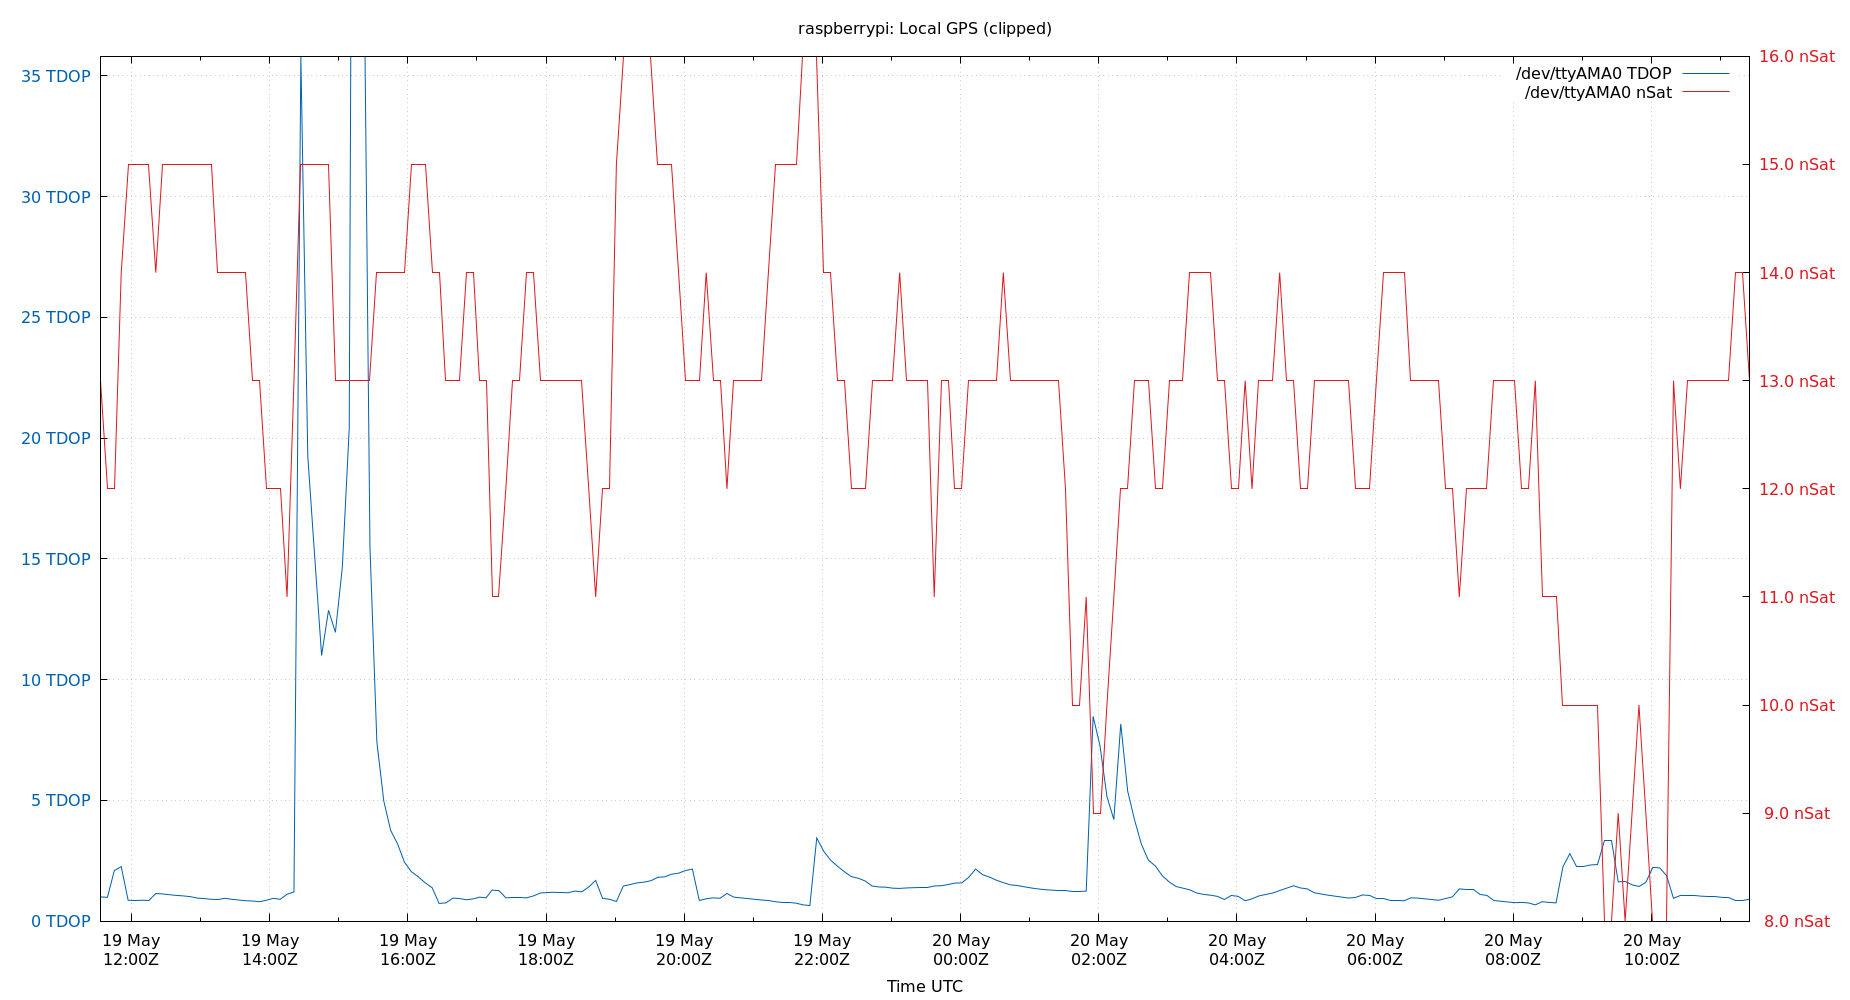 raspberrypi: Local GPS (clipped)
35 TDOP
30 TDOP
25 TDOP
20 TDOP
15 TDOP
10 TDOP
5 TDOP
0 TDOP
16.0 nSat
15.0 nSat
14.0 nSat
13.0 nSat
12.0 nSat
11.0 nSat
10.0 nSat
9.0 nSat
8.0 nSat
/dev/ttyAMA0 TDOP
/dev/ttyAMA0 nSat
19 May
12:00Z
19 May
14:00Z
19 May
16:00Z
19 May
18:00Z
19 May
20:00Z
19 May
22:00Z
20 May
00:00Z
20 May
02:00Z
20 May
04:00Z
20 May
06:00Z
20 May
08:00Z
20 May
10:00Z
Time UTC